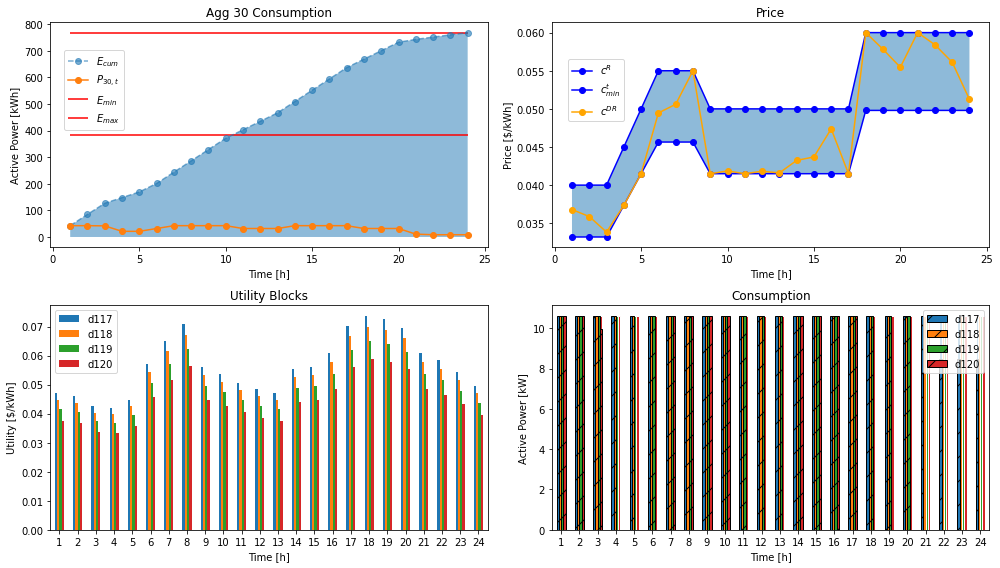 Agg 30 Consumption
Active Power [kWh]
800
700
600
500
400
300
200
100
0
E_cum
P_30,t
E_min
E_max
0 5 10 15 20 25
Time [h]
Price
Price [$/kWh]
0.060
0.055
0.050
0.045
0.040
0.035
c^R
c^t_min
c^DR
0 5 10 15 20 25
Time [h]
Utility Blocks
Utility [$/kWh]
0.07
0.06
0.05
0.04
0.03
0.02
0.01
0.00
d117
d118
d119
d120
1 2 3 4 5 6 7 8 9 10 11 12 13 14 15 16 17 18 19 20 21 22 23 24
Time [h]
Consumption
Active Power [kW]
10
8
6
4
2
0
d117
d118
d119
d120
1 2 3 4 5 6 7 8 9 10 11 12 13 14 15 16 17 18 19 20 21 22 23 24
Time [h]